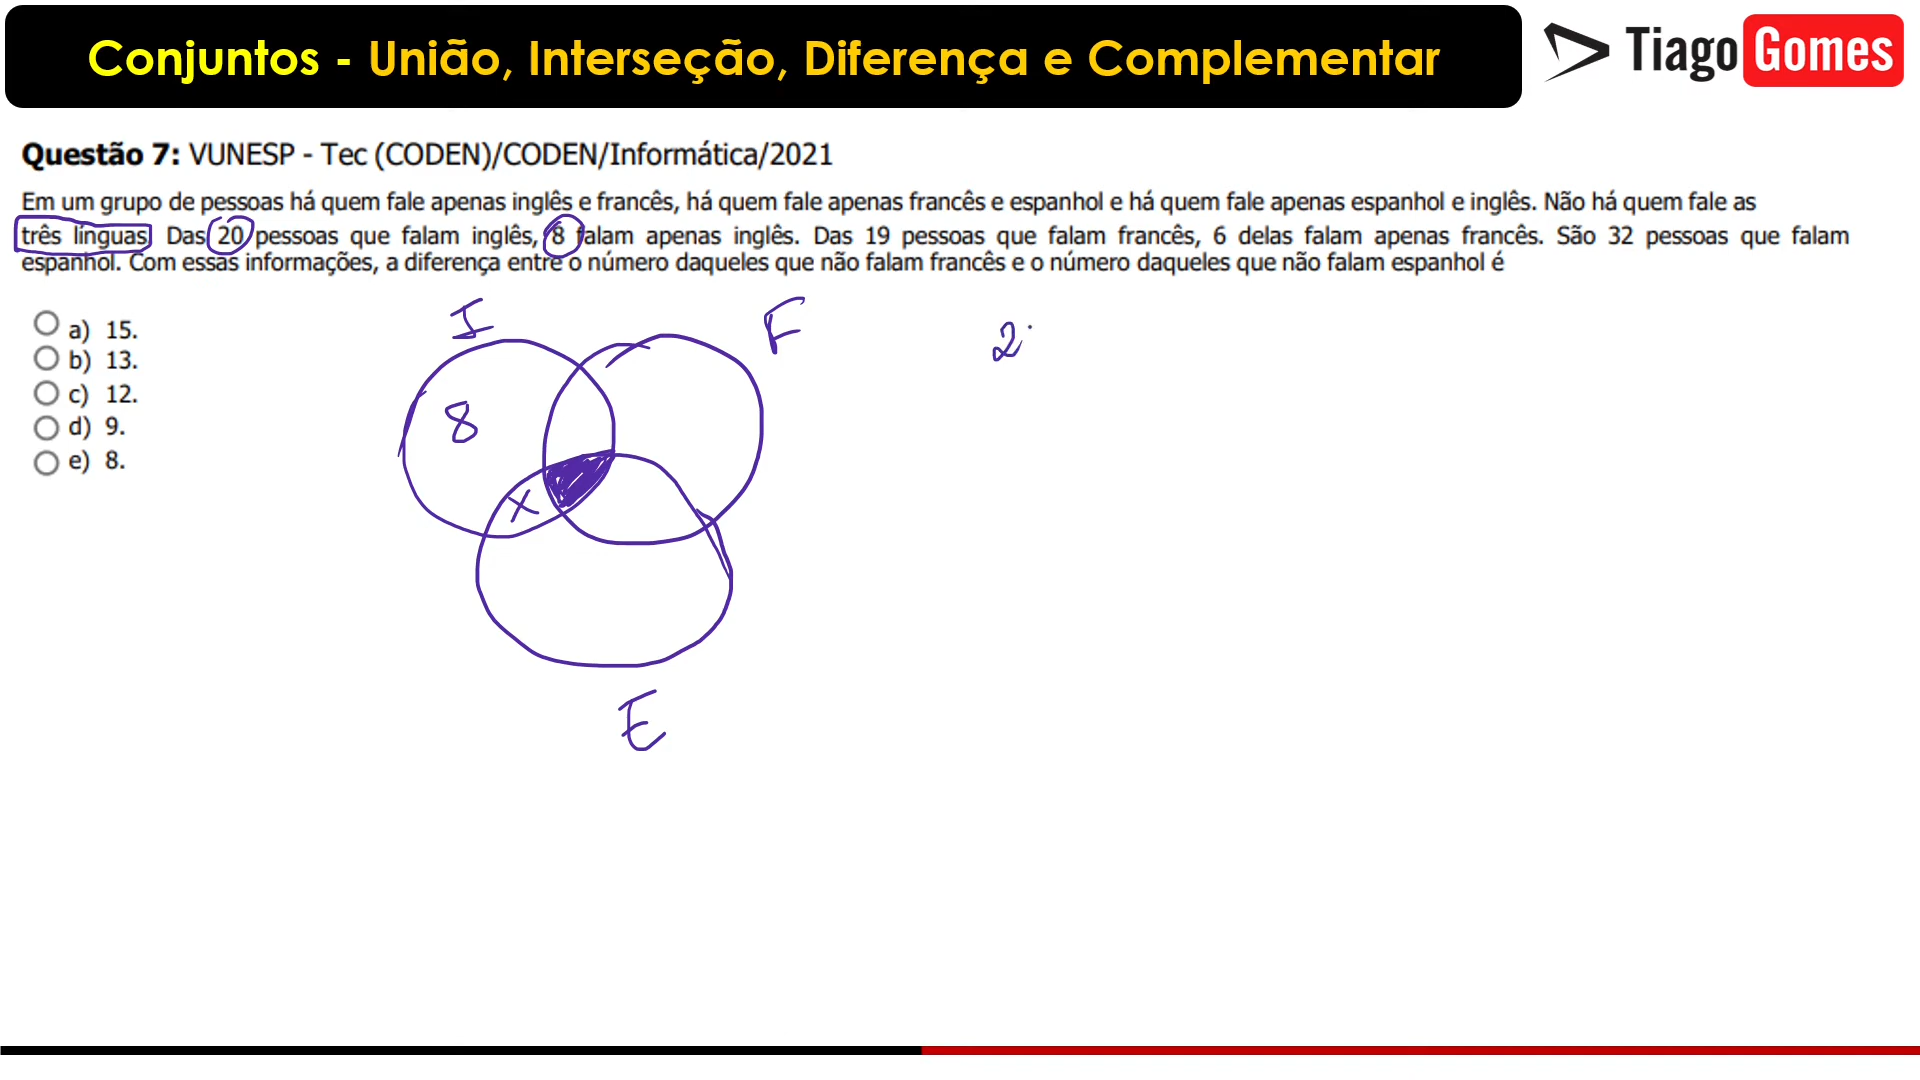 Conjuntos - União, Interseção, Diferença e Complementar
Tiago Gomes
Questão 7: VUNESP - Tec (CODEN)/CODEN/Informática/2021
Em um grupo de pessoas há quem fale apenas inglês e francês, há quem fale apenas francês e espanhol e há quem fale apenas espanhol e inglês. Não há quem fale as
três línguas. Das 20 pessoas que falam inglês, 8 falam apenas inglês. Das 19 pessoas que falam francês, 6 delas falam apenas francês. São 32 pessoas que falam
espanhol. Com essas informações, a diferença entre o número daqueles que não falam francês e o número daqueles que não falam espanhol é
a) 15.
b) 13.
c) 12.
d) 9.
e) 8.
I
F
2
8
x
E